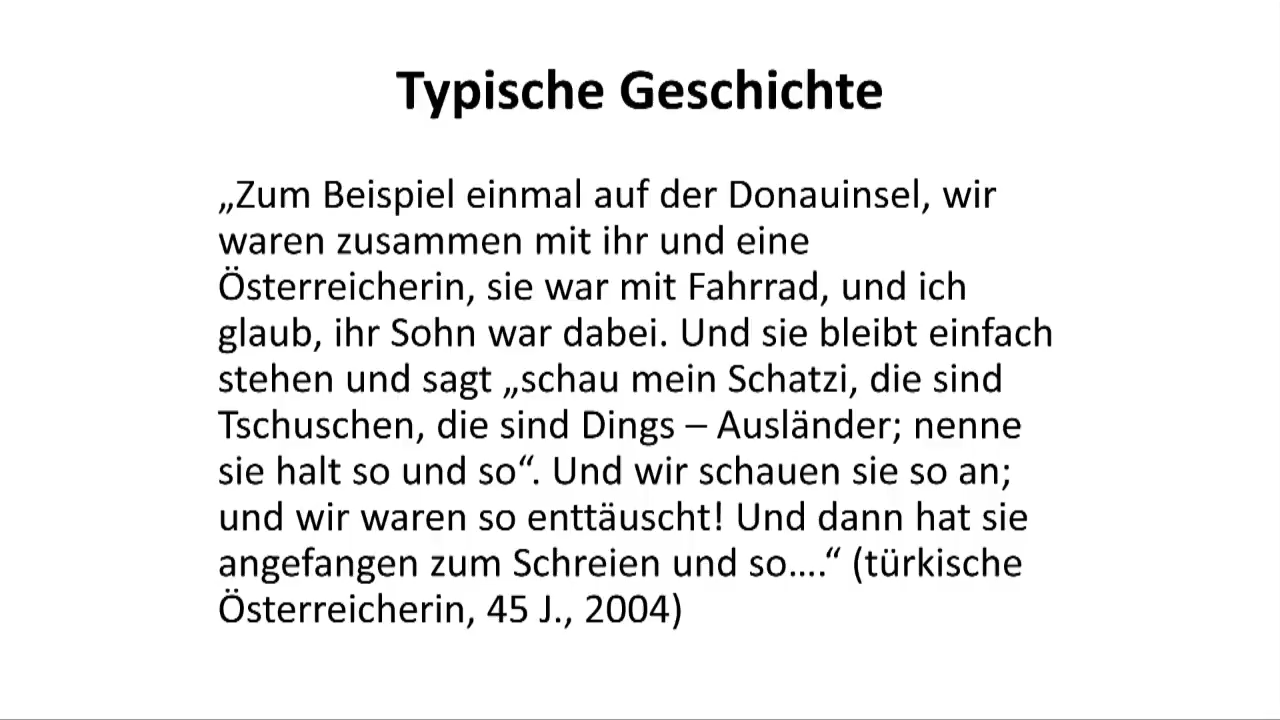 Typische Geschichte
„Zum Beispiel einmal auf der Donauinsel, wir
waren zusammen mit ihr und eine
Österreicherin, sie war mit Fahrrad, und ich
glaub, ihr Sohn war dabei. Und sie bleibt einfach
stehen und sagt „schau mein Schatzi, die sind
Tschuschen, die sind Dings – Ausländer; nenne
sie halt so und so“. Und wir schauen sie so an;
und wir waren so enttäuscht! Und dann hat sie
angefangen zum Schreien und so….“ (türkische
Österreicherin, 45 J., 2004)